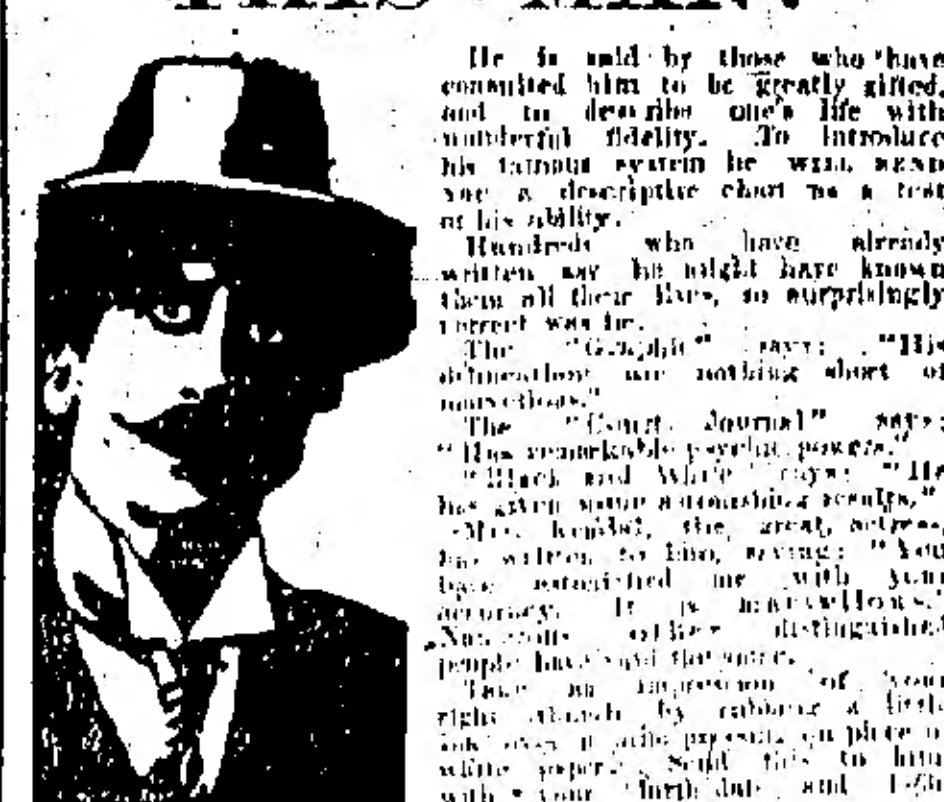 THIS MAN?
He is said by those who have
consulted him to be greatly gifted,
and to describe one's life with
wonderful fidelity. To introduce
his famous system he WILL SEND
YOU a descriptive chart as a test
of his ability.
Hundreds who have already
written say he might have known
them all their lives, so surprisingly
correct was he.
The "Graphic" says: "His
delineations are nothing short of
marvellous."
The "Court Journal" says:
"Has remarkable psychic powers."
"Black and White" says: "He
has given some astonishing results."
Mrs. Kendal, the great actress,
has written to him, saying: "You
have astonished me with your
accuracy. It is marvellous."
Numerous other distinguished
people have said the same.
Take an impression of your
right thumb by rubbing a little
ink over it and pressing on piece of
white paper. Send this to him
with your birth date and